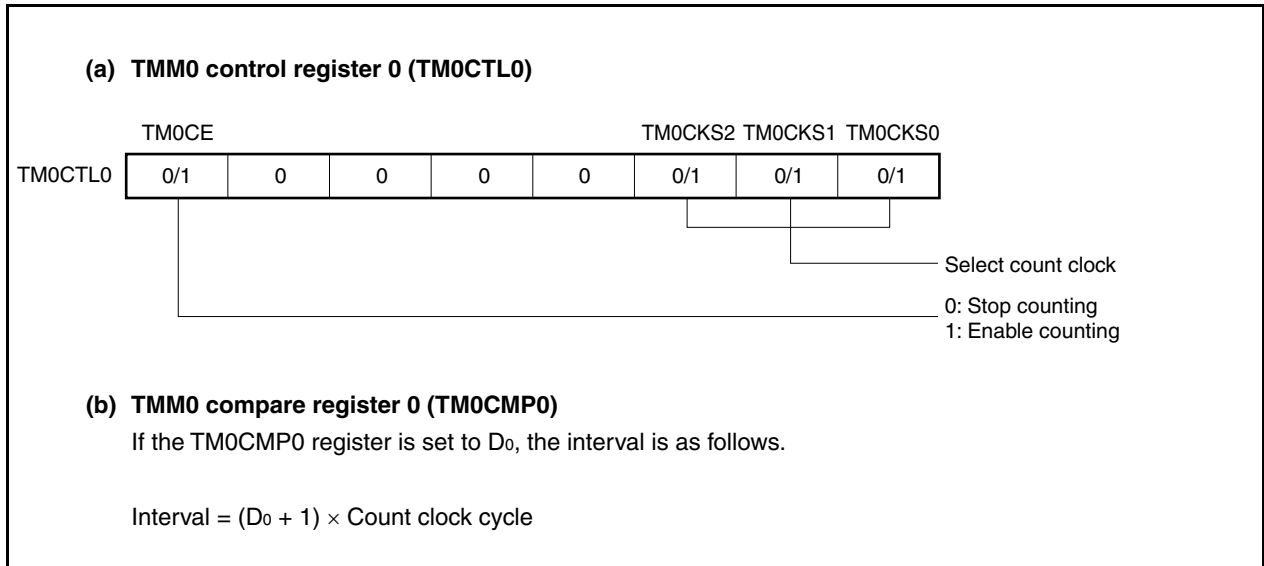 (a) TMM0 control register 0 (TM0CTL0)
TM0CE TM0CKS2 TM0CKS1 TM0CKS0
TM0CTL0 0/1 0 0 0 0 0/1 0/1 0/1
Select count clock
0: Stop counting
1: Enable counting
(b) TMM0 compare register 0 (TM0CMP0)
If the TM0CMP0 register is set to D0, the interval is as follows.
Interval = (D0 + 1) × Count clock cycle